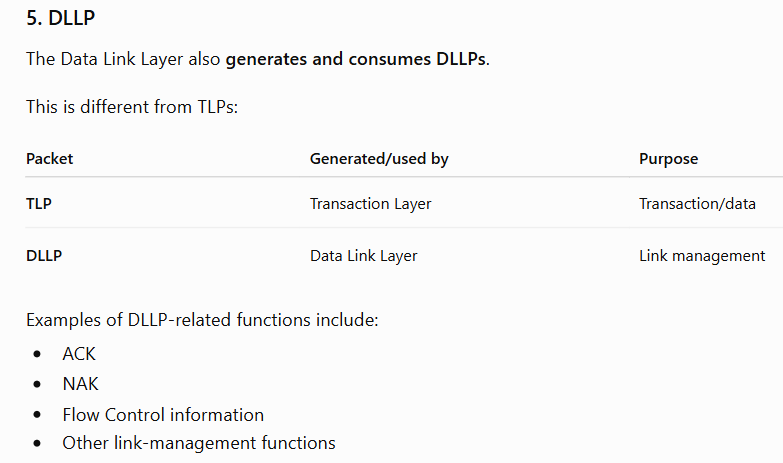 5. DLLP
The Data Link Layer also generates and consumes DLLPs.
This is different from TLPs:
Packet Generated/used by Purpose
TLP Transaction Layer Transaction/data
DLLP Data Link Layer Link management
Examples of DLLP-related functions include:
• ACK
• NAK
• Flow Control information
• Other link-management functions